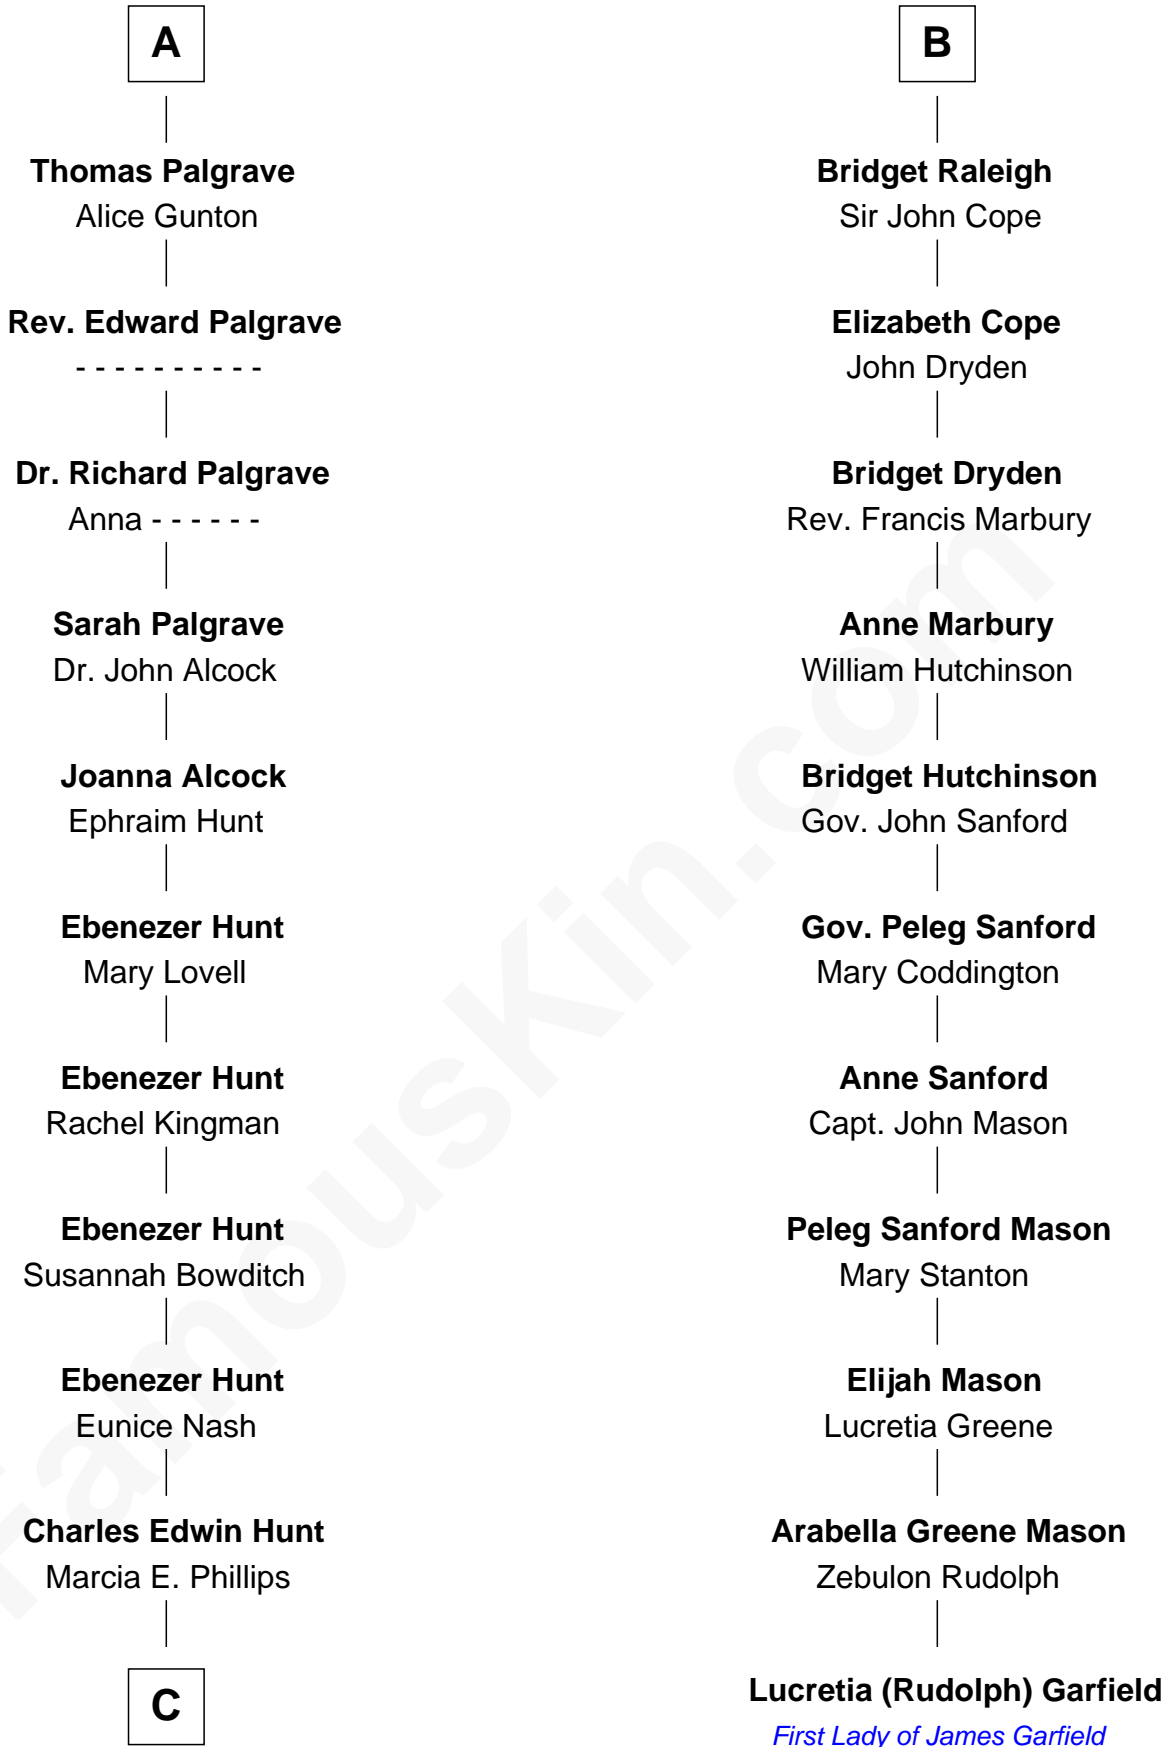 A
Thomas Palgrave
Alice Gunton
Rev. Edward Palgrave
- - - - - - - - - -
Dr. Richard Palgrave
Anna - - - - - -
Sarah Palgrave
Dr. John Alcock
Joanna Alcock
Ephraim Hunt
Ebenezer Hunt
Mary Lovell
Ebenezer Hunt
Rachel Kingman
Ebenezer Hunt
Susannah Bowditch
Ebenezer Hunt
Eunice Nash
Charles Edwin Hunt
Marcia E. Phillips
C
B
Bridget Raleigh
Sir John Cope
Elizabeth Cope
John Dryden
Bridget Dryden
Rev. Francis Marbury
Anne Marbury
William Hutchinson
Bridget Hutchinson
Gov. John Sanford
Gov. Peleg Sanford
Mary Coddington
Anne Sanford
Capt. John Mason
Peleg Sanford Mason
Mary Stanton
Elijah Mason
Lucretia Greene
Arabella Greene Mason
Zebulon Rudolph
Lucretia (Rudolph) Garfield
First Lady of James Garfield
FamousKin.com